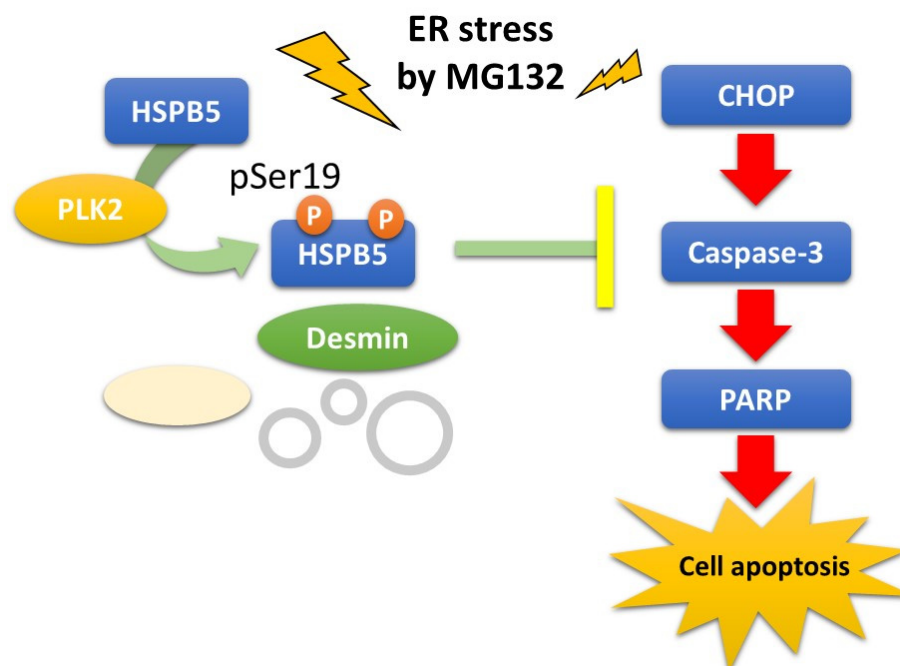 ER stress
by MG132
HSPB5
PLK2
pSer19
P
P
HSPB5
Desmin
CHOP
Caspase-3
PARP
Cell apoptosis